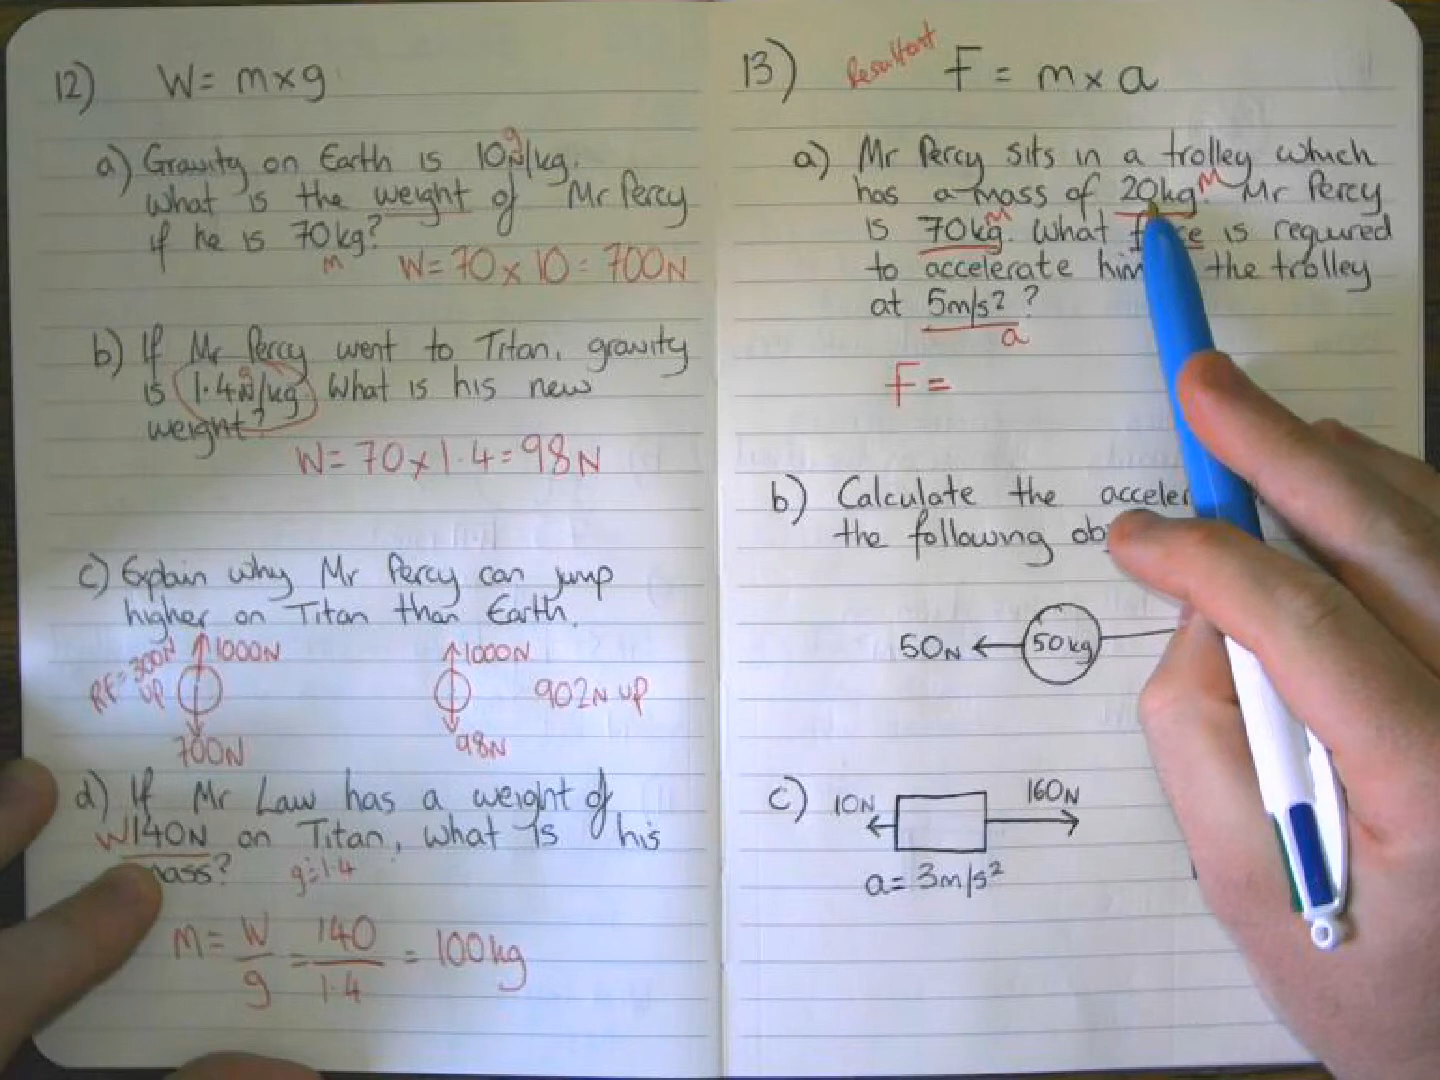 12) W = m x g
a) Gravity on Earth is 10N/kg.
g
What is the weight of Mr Percy
if he is 70kg?
M
W = 70 x 10 = 700N
b) If Mr Percy went to Titan, gravity
is 1.4N/kg. What is his new
g
weight?
W = 70 x 1.4 = 98N
c) Explain why Mr Percy can jump
higher on Titan than Earth.
RF = 300N UP
1000N
700N
1000N
902N UP
98N
d) If Mr Law has a weight of
W 140N on Titan, what is his
mass?
g = 1.4
M = W/g = 140/1.4 = 100kg
13) Resultant F = m x a
a) Mr Percy sits in a trolley which
has a mass of 20kg. Mr Percy
M
is 70kg. What is required
M
to accelerate the trolley
at 5m/s²?
a
F =
b) Calculate the
the following
50N
50kg
c) 10N
160N
a = 3m/s²